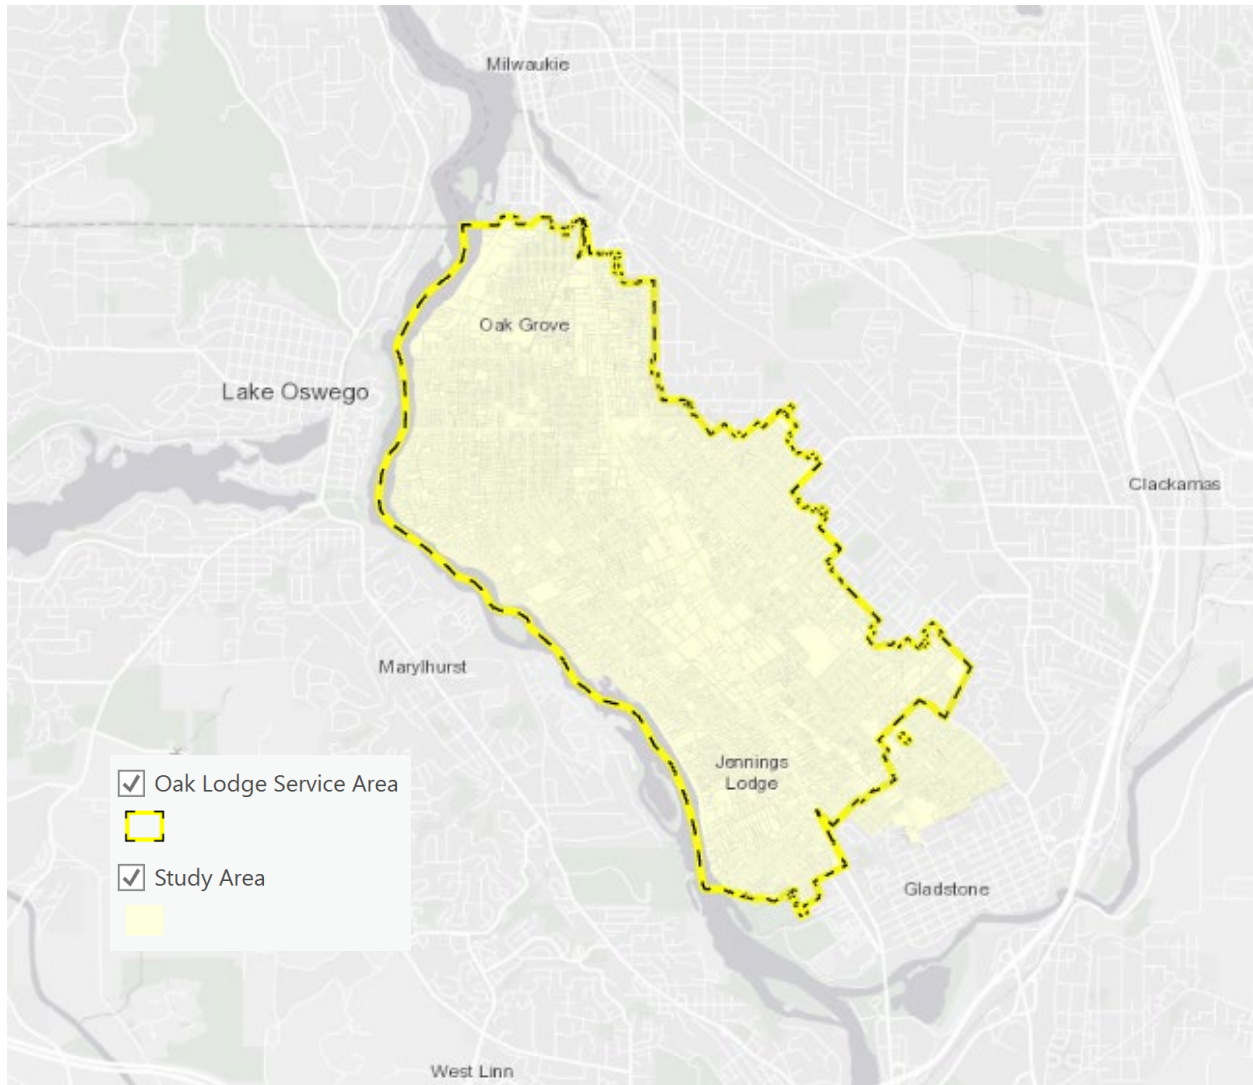 Milwaukie
Oak Grove
Lake Oswego
Clackamas
Marylhurst
Jennings
Lodge
Oak Lodge Service Area
Study Area
Gladstone
West Linn